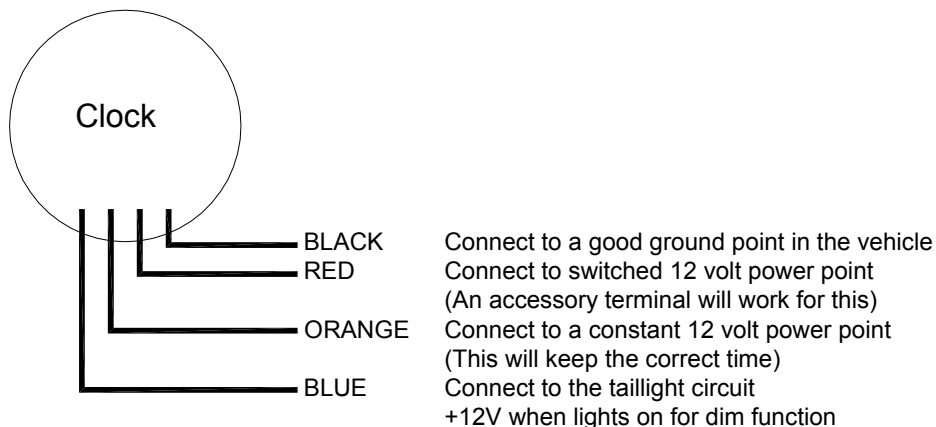 Clock
BLACK Connect to a good ground point in the vehicle
RED Connect to switched 12 volt power point
(An accessory terminal will work for this)
ORANGE Connect to a constant 12 volt power point
(This will keep the correct time)
BLUE Connect to the taillight circuit
+12V when lights on for dim function